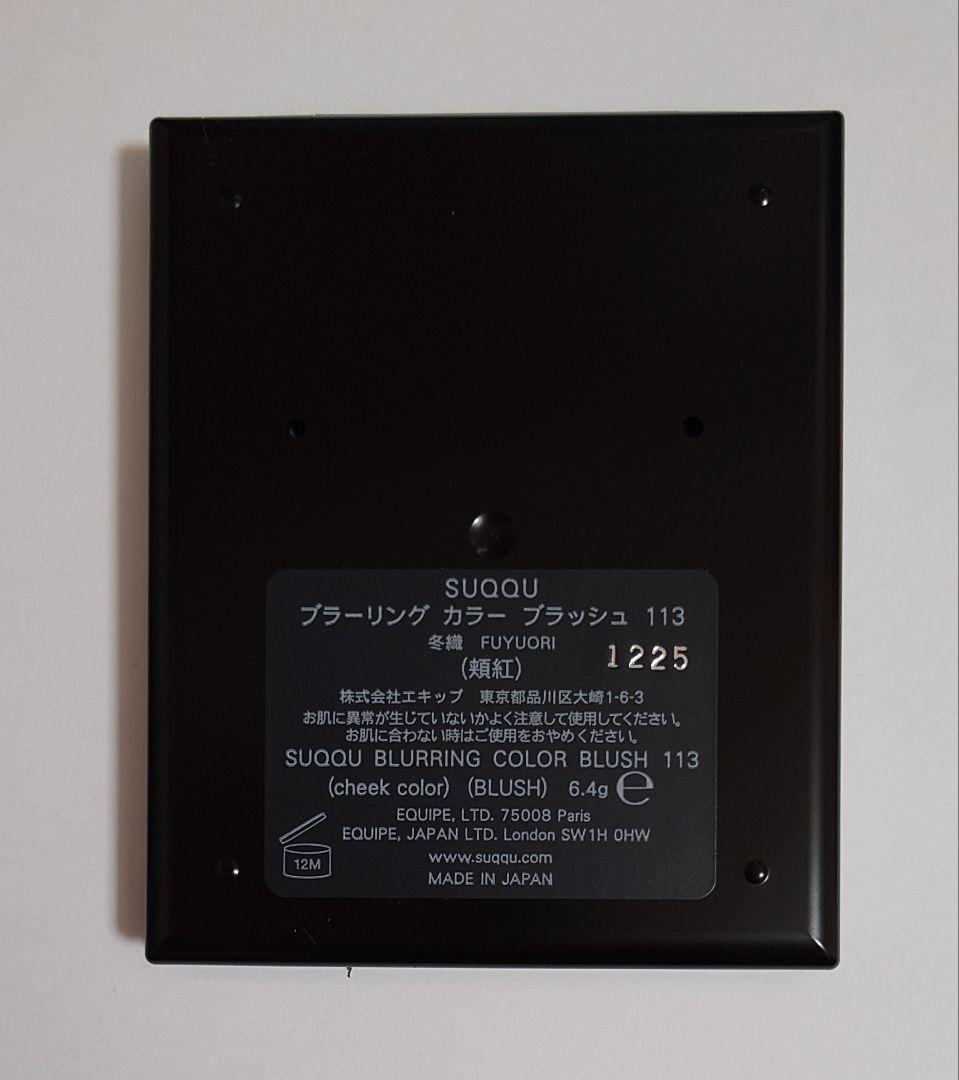 SUQQU
ブラーリング カラー ブラッシュ 113
冬織 FUYUORI
1225
(頬紅)
株式会社エキップ 東京都品川区大崎1-6-3
お肌に異常が生じていないかよく注意して使用してください。
お肌に合わない時はご使用をおやめください。
SUQQU BLURRING COLOR BLUSH 113
(cheek color) (BLUSH) 6.4g ℮
EQUIPE, LTD. 75008 Paris
EQUIPE, JAPAN LTD. London SW1H 0HW
12M
www.suqqu.com
MADE IN JAPAN